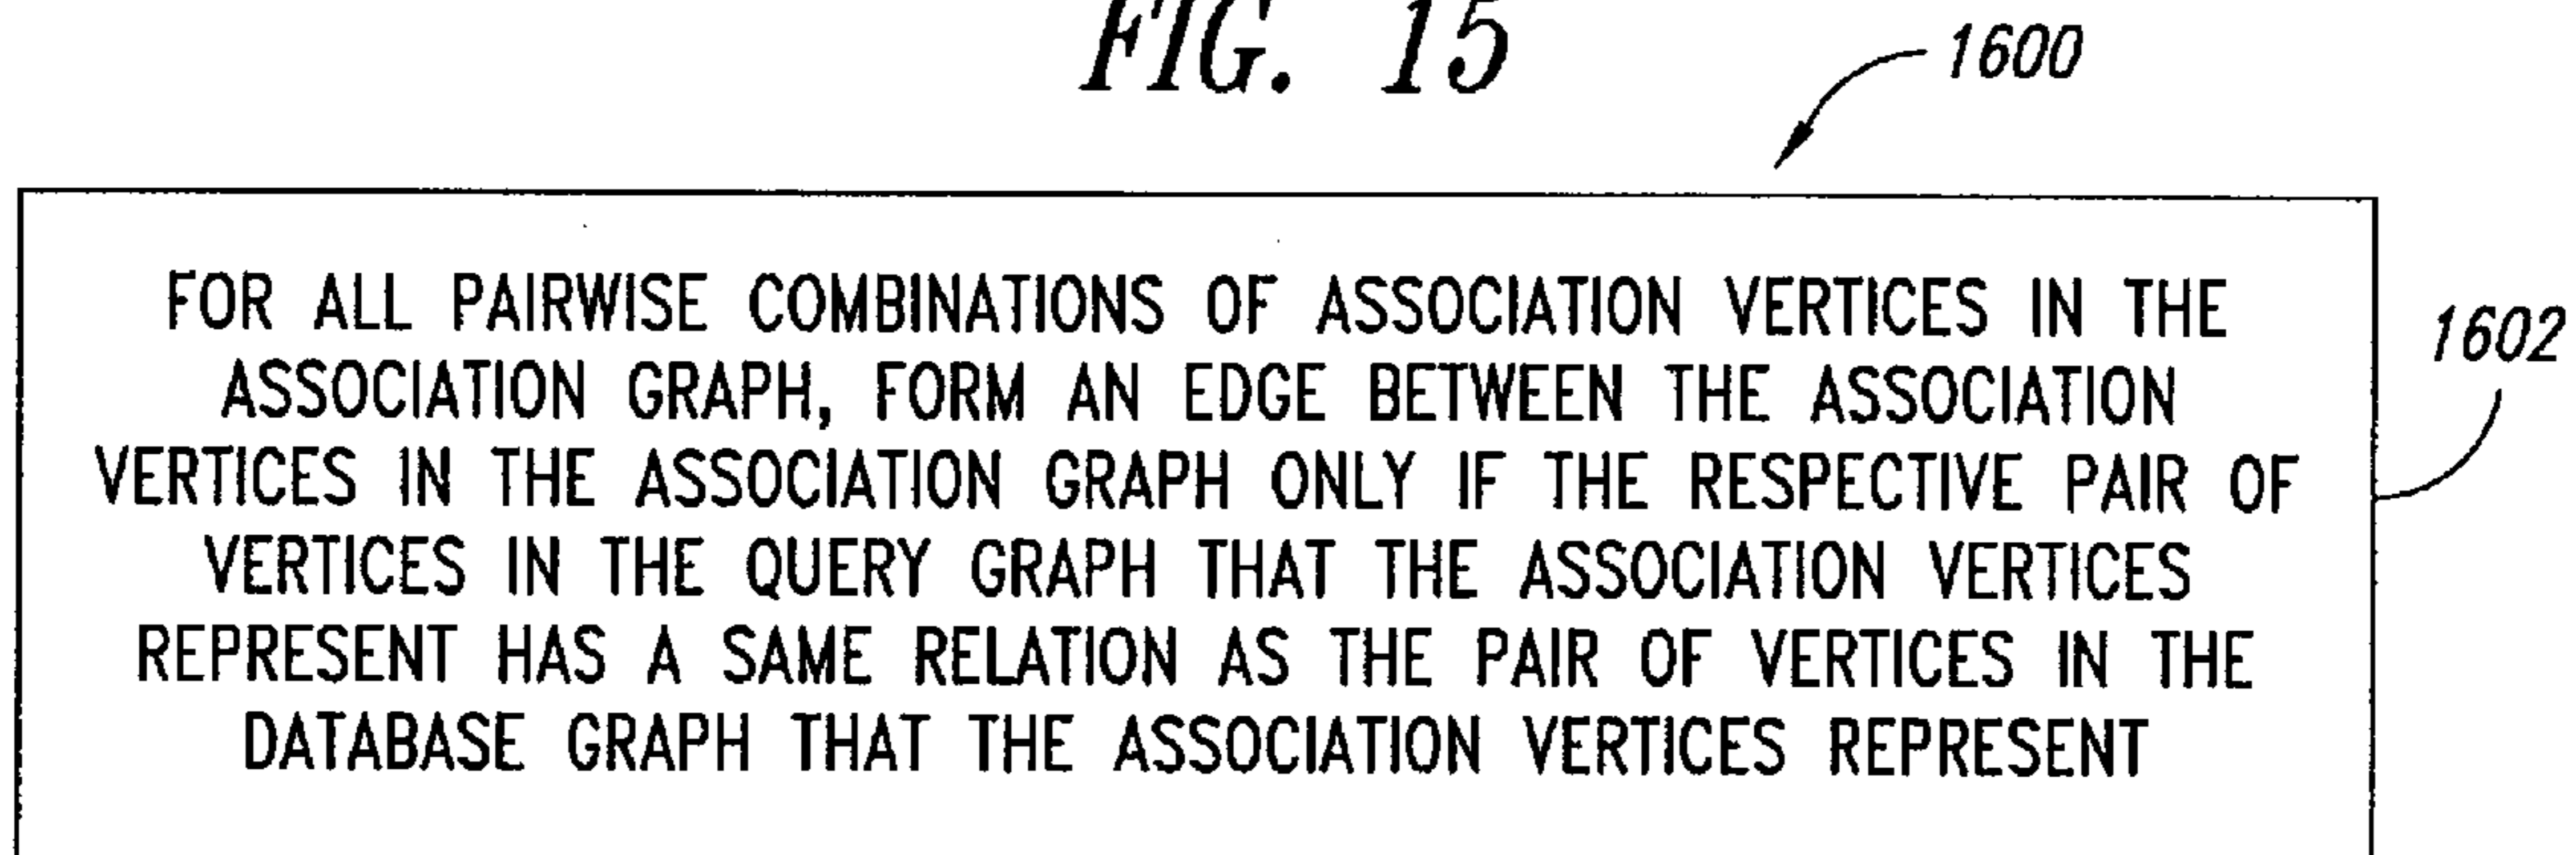 FIG. 15
1600
FOR ALL PAIRWISE COMBINATIONS OF ASSOCIATION VERTICES IN THE
ASSOCIATION GRAPH, FORM AN EDGE BETWEEN THE ASSOCIATION
VERTICES IN THE ASSOCIATION GRAPH ONLY IF THE RESPECTIVE PAIR OF
VERTICES IN THE QUERY GRAPH THAT THE ASSOCIATION VERTICES
REPRESENT HAS A SAME RELATION AS THE PAIR OF VERTICES IN THE
DATABASE GRAPH THAT THE ASSOCIATION VERTICES REPRESENT
1602